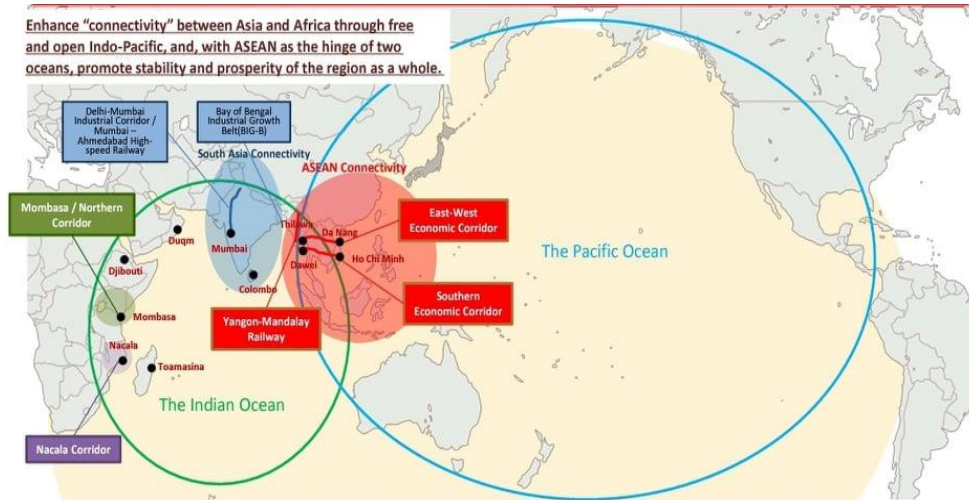 Enhance “connectivity” between Asia and Africa through free
and open Indo-Pacific, and, with ASEAN as the hinge of two
oceans, promote stability and prosperity of the region as a whole.
Delhi-Mumbai
Industrial Corridor /
Mumbai –
Ahmedabad High-
speed Railway
Bay of Bengal
Industrial Growth
Belt(BIG-B)
South Asia Connectivity
ASEAN Connectivity
Mombasa / Northern
Corridor
East-West
Economic Corridor
Thilawa
Da Nang
Duqm
Mumbai
Dawei
Ho Chi Minh
The Pacific Ocean
Djibouti
Colombo
Southern
Economic Corridor
Yangon-Mandalay
Railway
Mombasa
Nacala
Toamasina
The Indian Ocean
Nacala Corridor